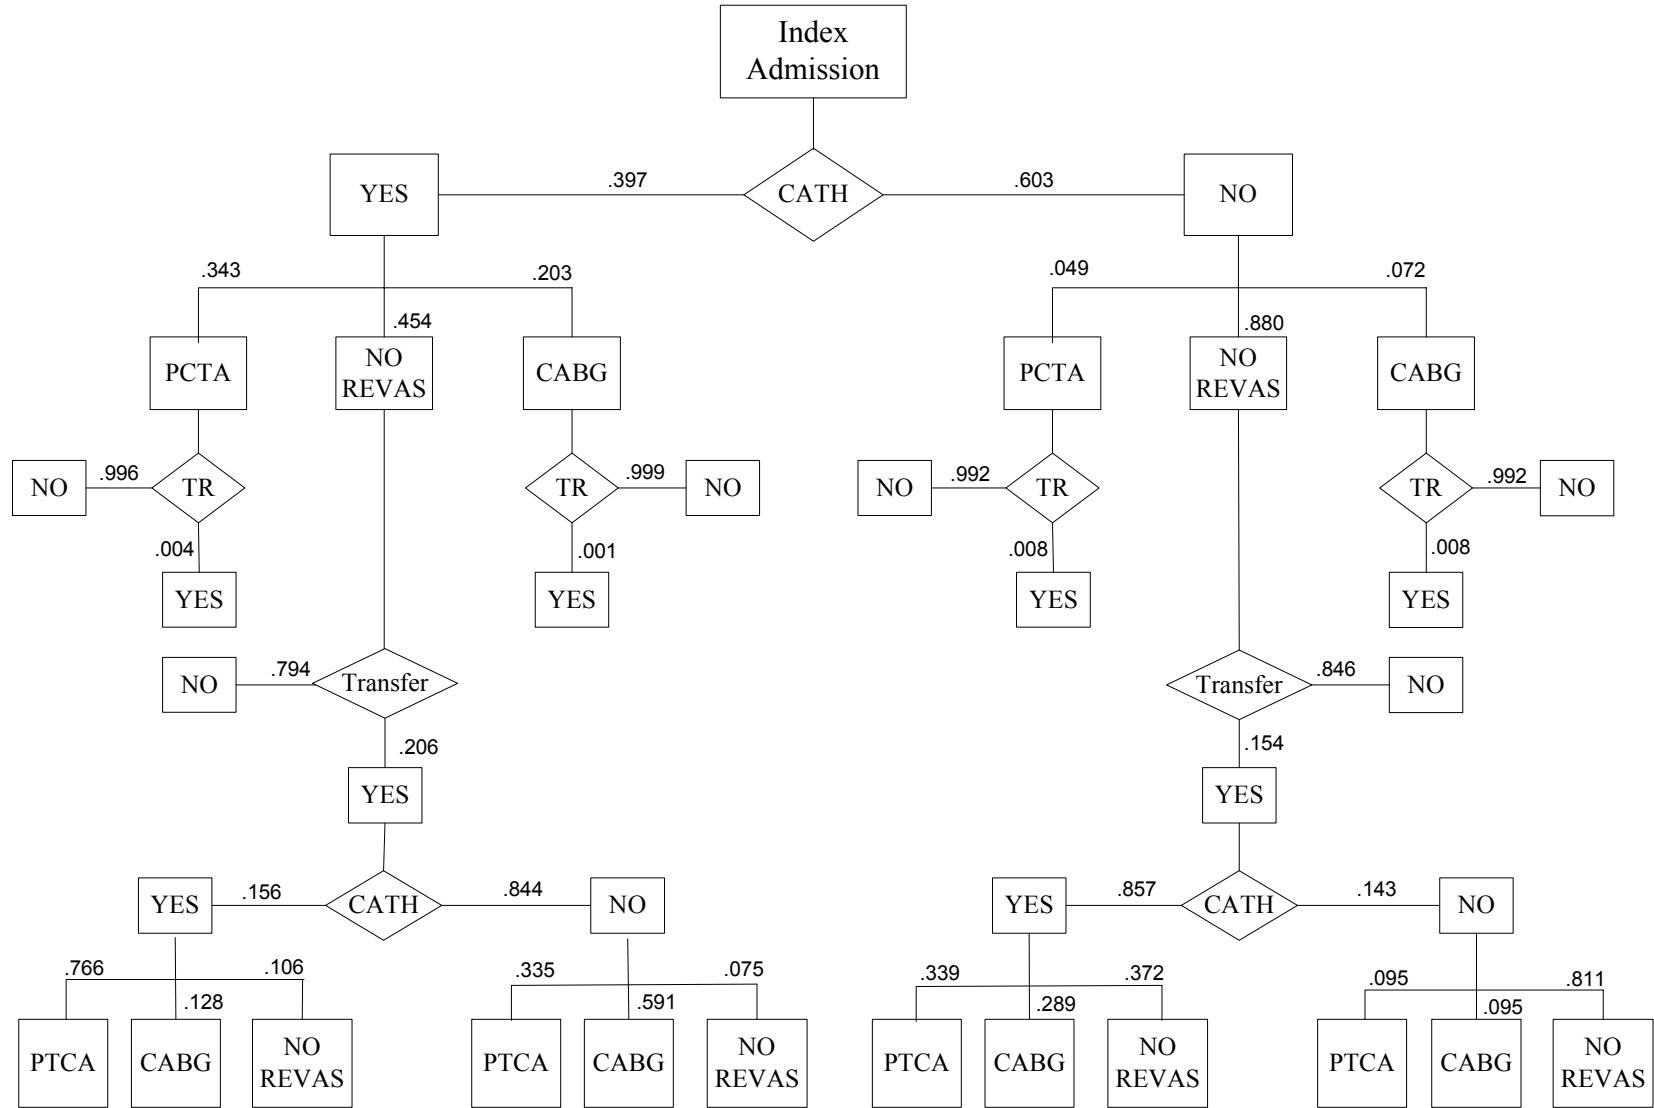 Index
Admission
YES
.397
CATH
.603
NO
.343
.203
.049
.072
.454
.880
PCTA
NO
REVAS
CABG
PCTA
NO
REVAS
CABG
NO
.996
TR
TR
.999
NO
NO
.992
TR
TR
.992
NO
.004
.001
.008
.008
YES
YES
YES
YES
NO
.794
Transfer
Transfer
.846
NO
.206
.154
YES
YES
YES
.156
CATH
.844
NO
YES
.857
CATH
.143
NO
.766
.106
.335
.075
.339
.372
.095
.811
.128
.591
.289
.095
PTCA
CABG
NO
REVAS
PTCA
CABG
NO
REVAS
PTCA
CABG
NO
REVAS
PTCA
CABG
NO
REVAS